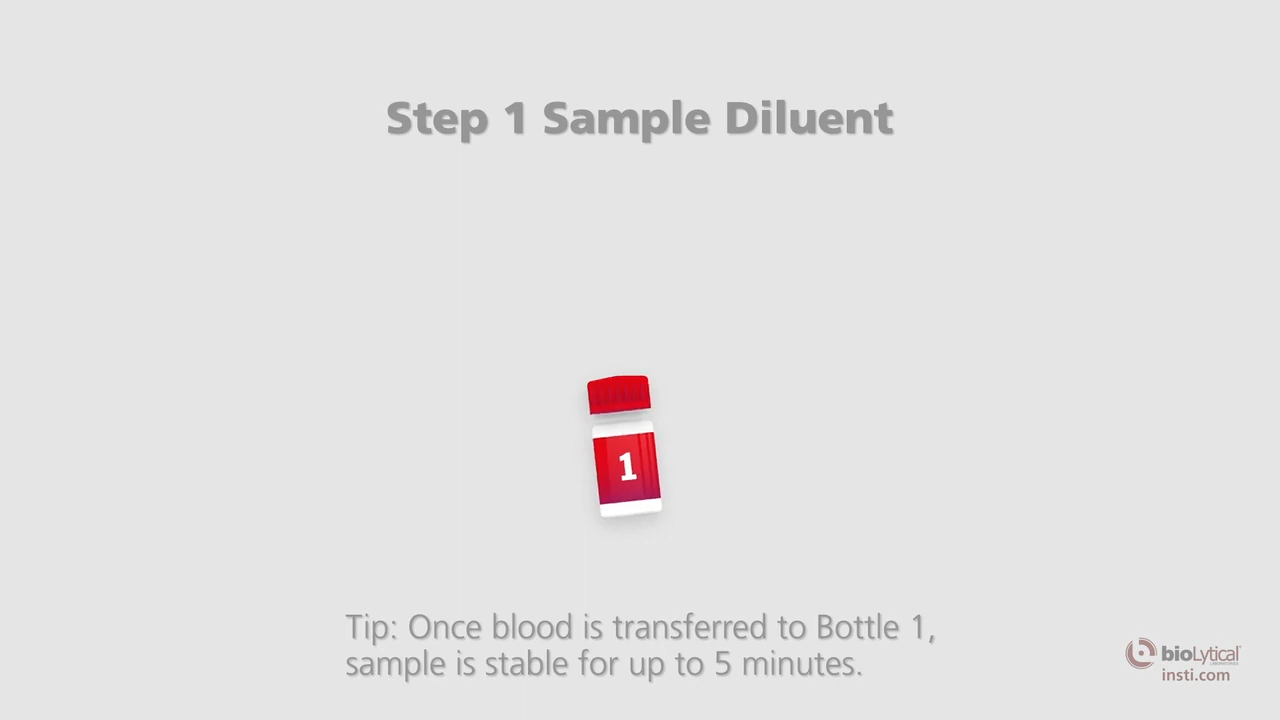 Step 1 Sample Diluent
1
Tip: Once blood is transferred to Bottle 1,
sample is stable for up to 5 minutes.
bioLytical
LABORATORIES
insti.com